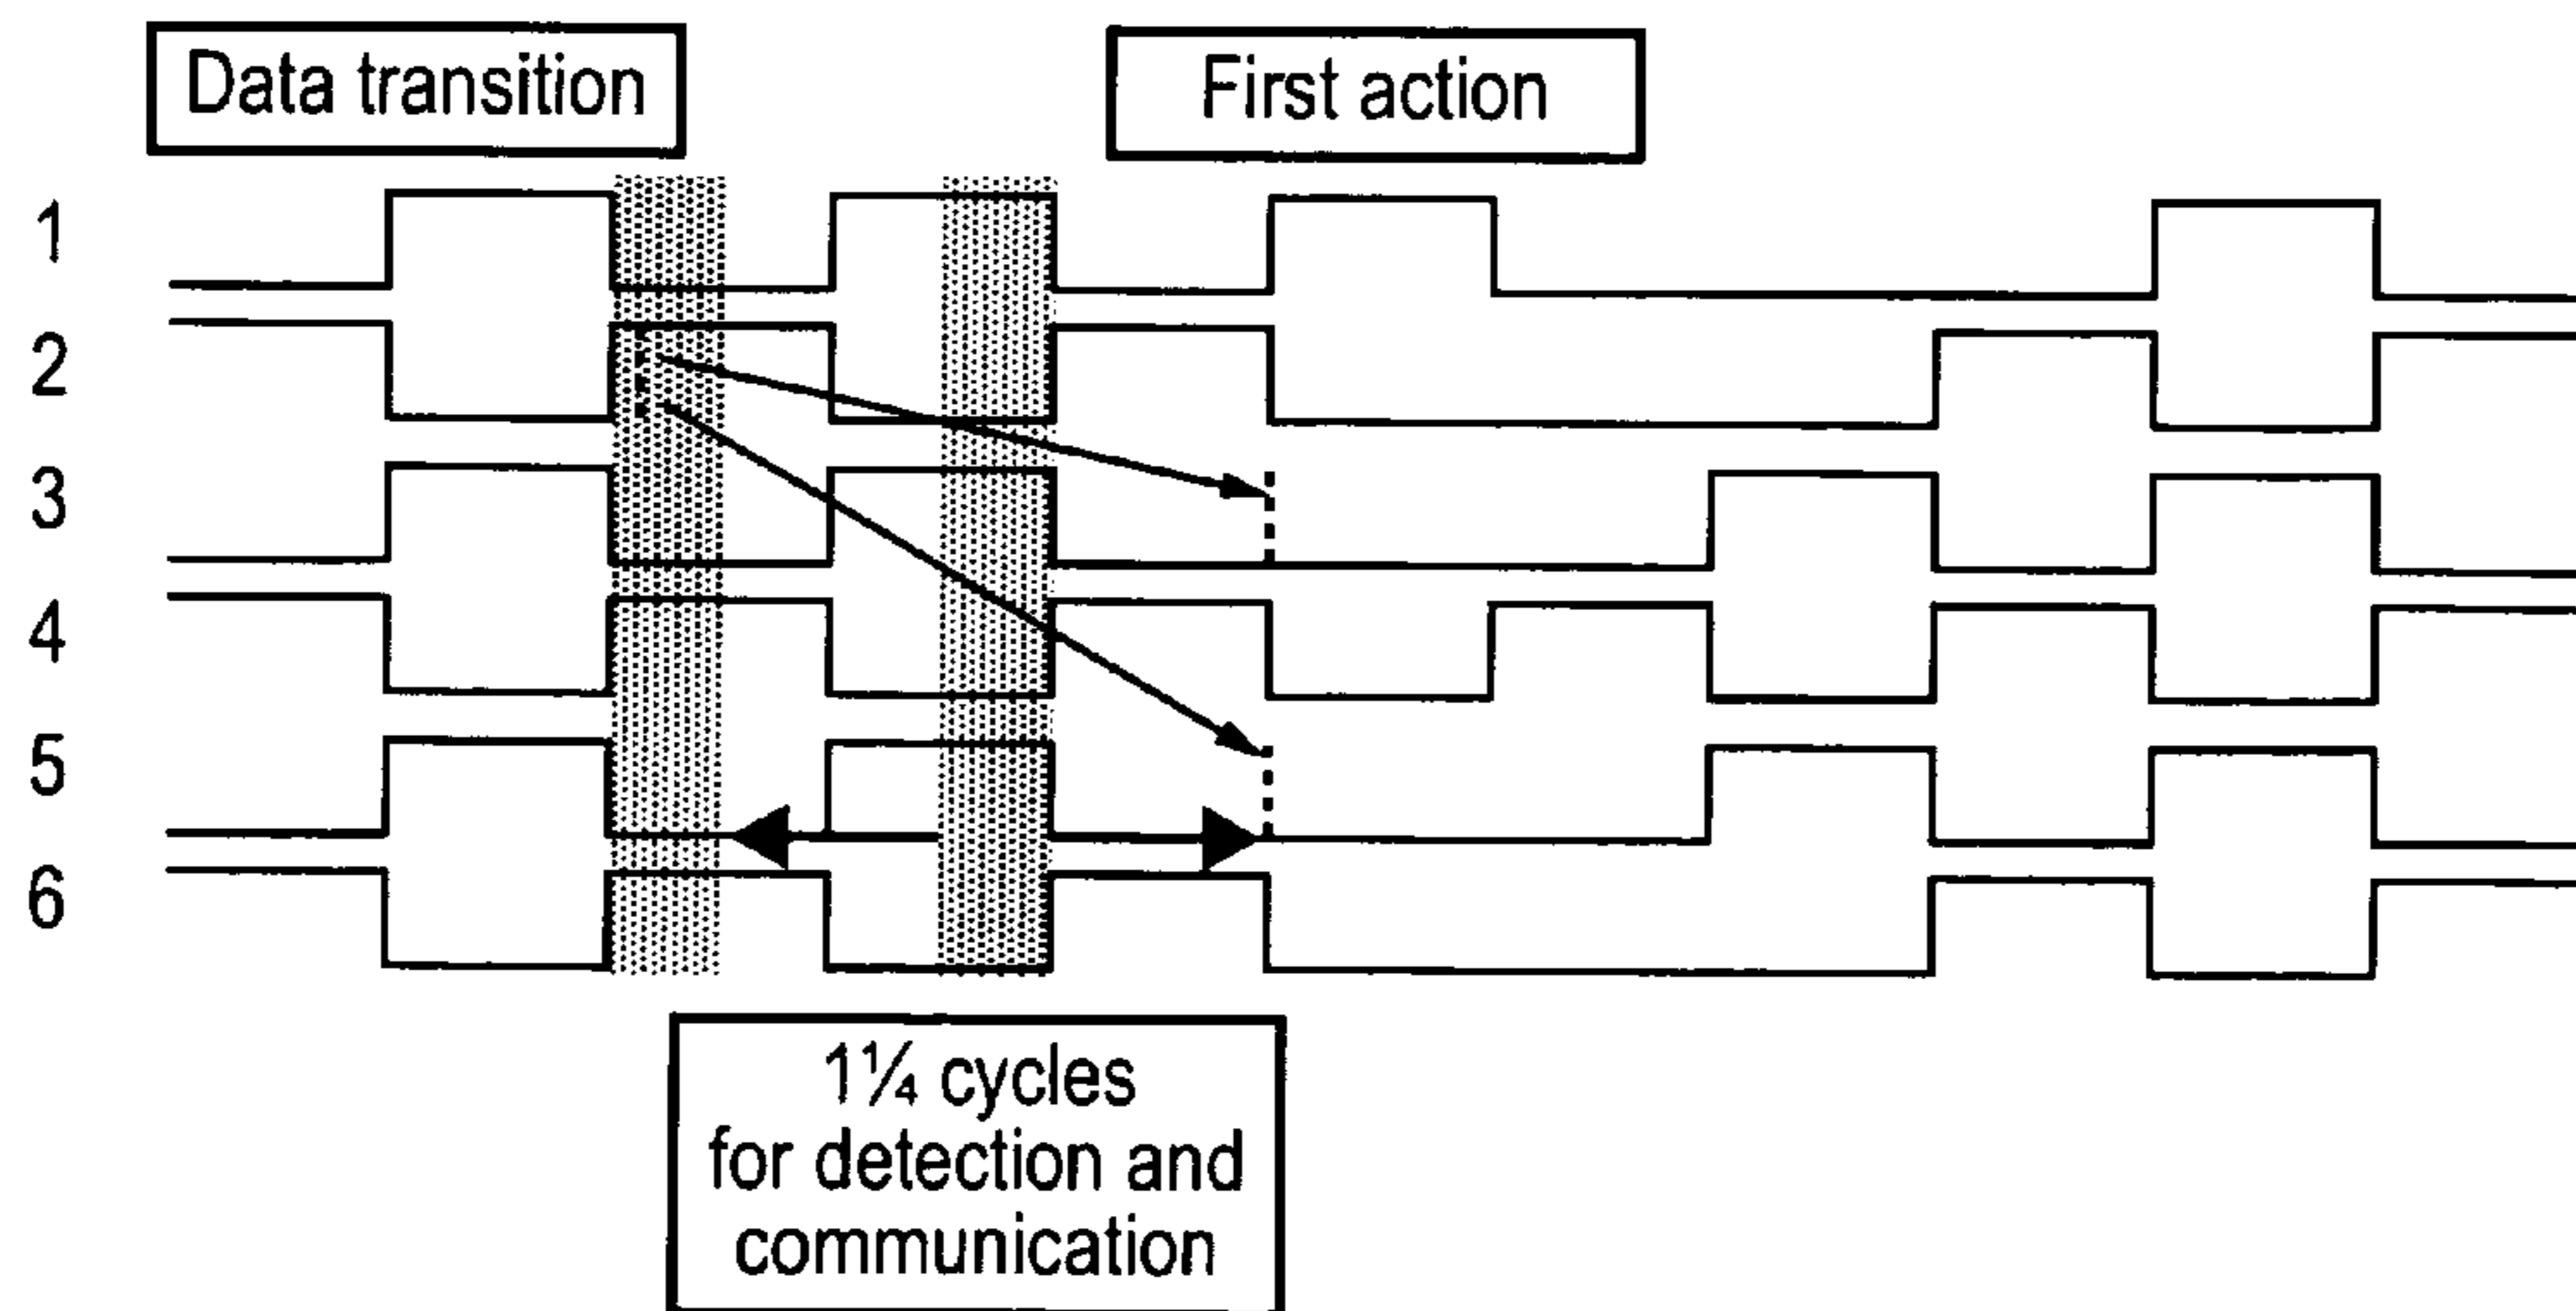 Data transition
First action
1
2
3
4
5
6
1¼ cycles
for detection and
communication